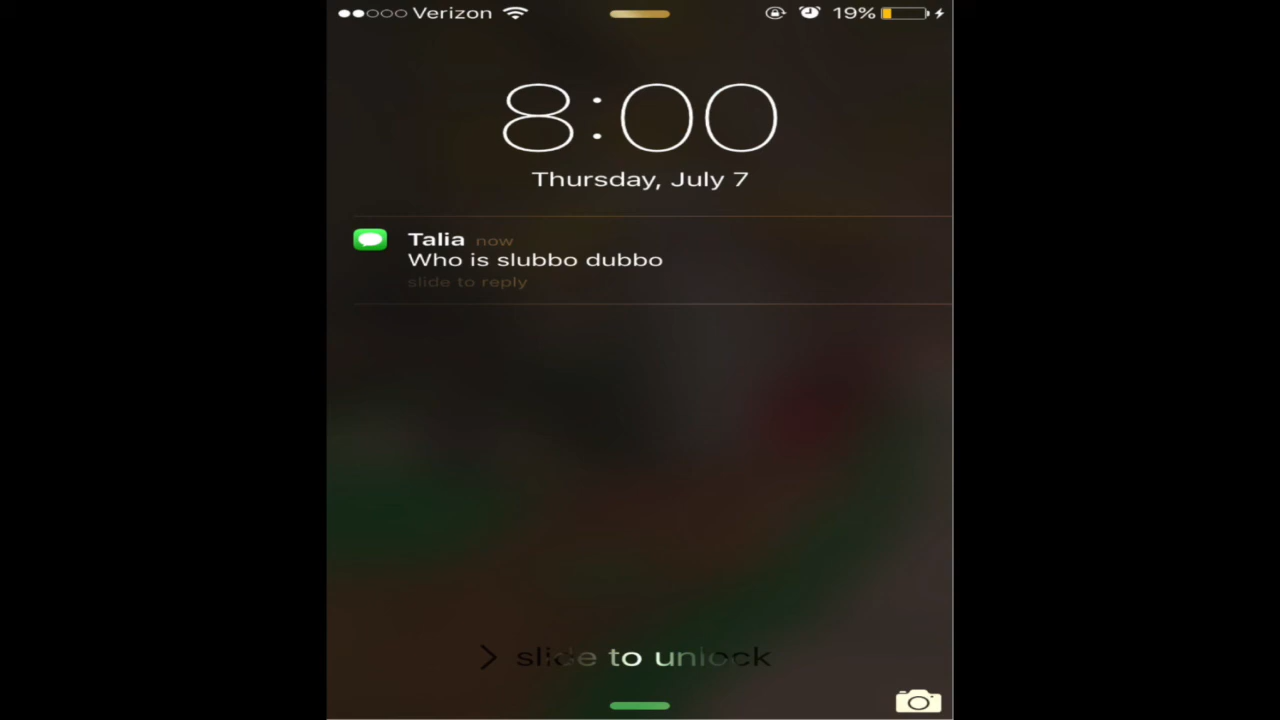 Verizon 19%
8:00
Thursday, July 7
Talia now
Who is slubbo dubbo
slide to reply
> slide to unlock